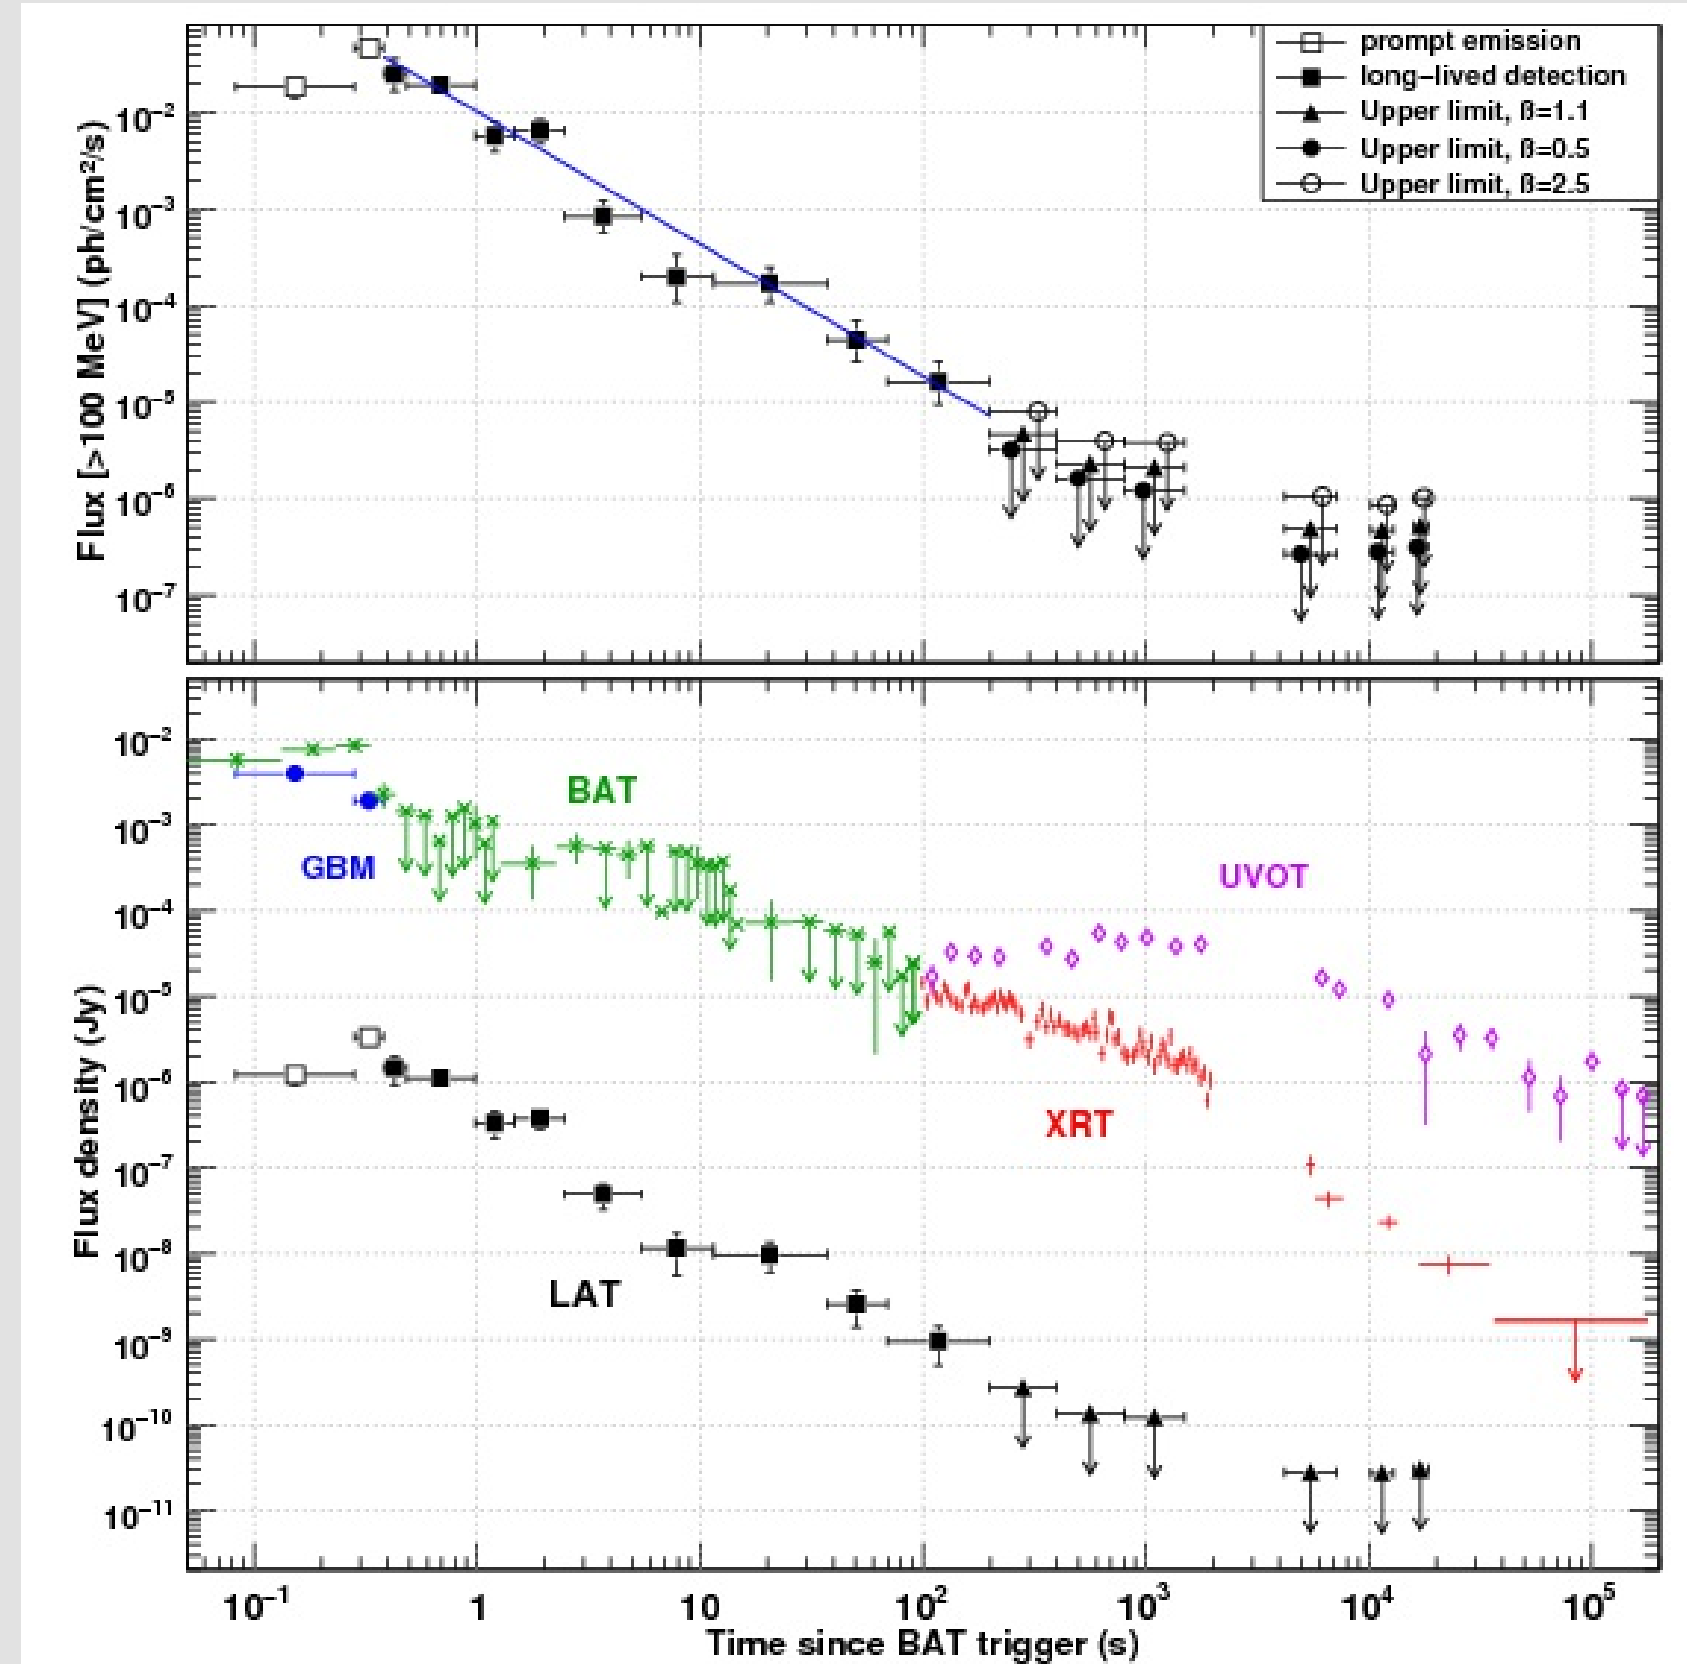 prompt emission
long-lived detection
Upper limit, ß=1.1
Upper limit, ß=0.5
Upper limit, ß=2.5
Flux [>100 MeV] (ph/cm²/s)
10⁻²
10⁻³
10⁻⁴
10⁻⁵
10⁻⁶
10⁻⁷
Flux density (Jy)
10⁻²
10⁻³
10⁻⁴
10⁻⁵
10⁻⁶
10⁻⁷
10⁻⁸
10⁻⁹
10⁻¹⁰
10⁻¹¹
BAT
GBM
UVOT
XRT
LAT
10⁻¹ 1 10 10² 10³ 10⁴ 10⁵
Time since BAT trigger (s)